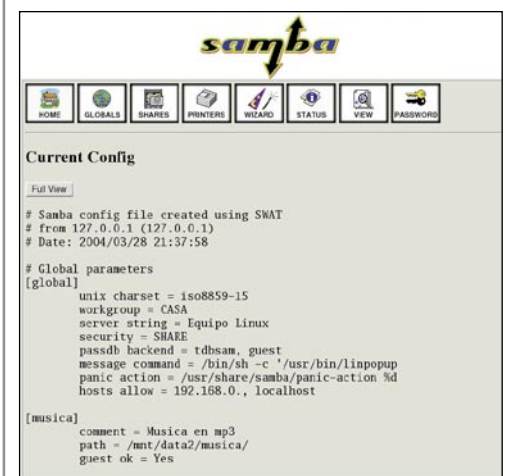 samba
HOME GLOBALS SHARES PRINTERS WIZARD STATUS VIEW PASSWORD
Current Config
Full View
# Samba config file created using SWAT
# from 127.0.0.1 (127.0.0.1)
# Date: 2004/03/28 21:37:58
# Global parameters
[global]
unix charset = iso8859-15
workgroup = CASA
server string = Equipo Linux
security = SHARE
passdb backend = tdbsam, guest
message command = /bin/sh -c '/usr/bin/linpopup
panic action = /usr/share/samba/panic-action %d
hosts allow = 192.168.0., localhost
[musica]
comment = Musica en mp3
path = /mnt/data2/musica/
guest ok = Yes